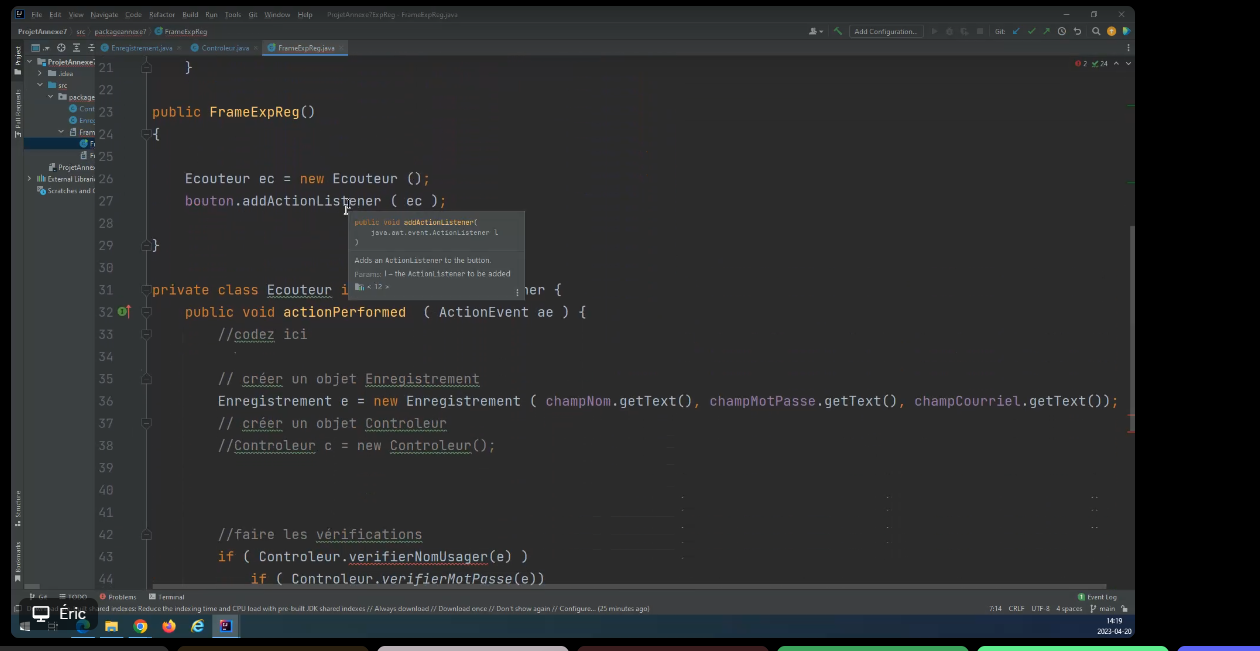 File Edit View Navigate Code Refactor Build Run Tools Git Window Help ProjetAnnexe7ExpReg - FrameExpReg.java
ProjetAnnexe7 src packageannexe7 FrameExpReg Add Configuration... Git:
Enregistrement.java Controleur.java FrameExpReg.java
Project
ProjetAnnexe7
.idea
src
package
Cont
Enreg
Frame
ProjetAnnex
External Librarie
Scratches and C
Pull Requests
Structure
Bookmarks
2 24
21 }
22
23 public FrameExpReg()
24 {
25
26 Ecouteur ec = new Ecouteur ();
27 bouton.addActionListener ( ec );
28
29 }
30
31 private class Ecouteur i ner {
public void addActionListener(
java.awt.event.ActionListener l
)
Adds an ActionListener to the button.
Params: l – the ActionListener to be added
< 12 >
32 public void actionPerformed ( ActionEvent ae ) {
33 //codez ici
34
35 // créer un objet Enregistrement
36 Enregistrement e = new Enregistrement ( champNom.getText(), champMotPasse.getText(), champCourriel.getText());
37 // créer un objet Controleur
38 //Controleur c = new Controleur();
39
40
41
42 //faire les vérifications
43 if ( Controleur.verifierNomUsager(e) )
44 if ( Controleur.verifierMotPasse(e))
Git TODO Problems Terminal 1 Event Log
shared indexes: Reduce the indexing time and CPU load with pre-built JDK shared indexes // Always download // Download once // Don't show again // Configure... (25 minutes ago) 7:14 CRLF UTF-8 4 spaces main
Éric
14:19
2023-04-20